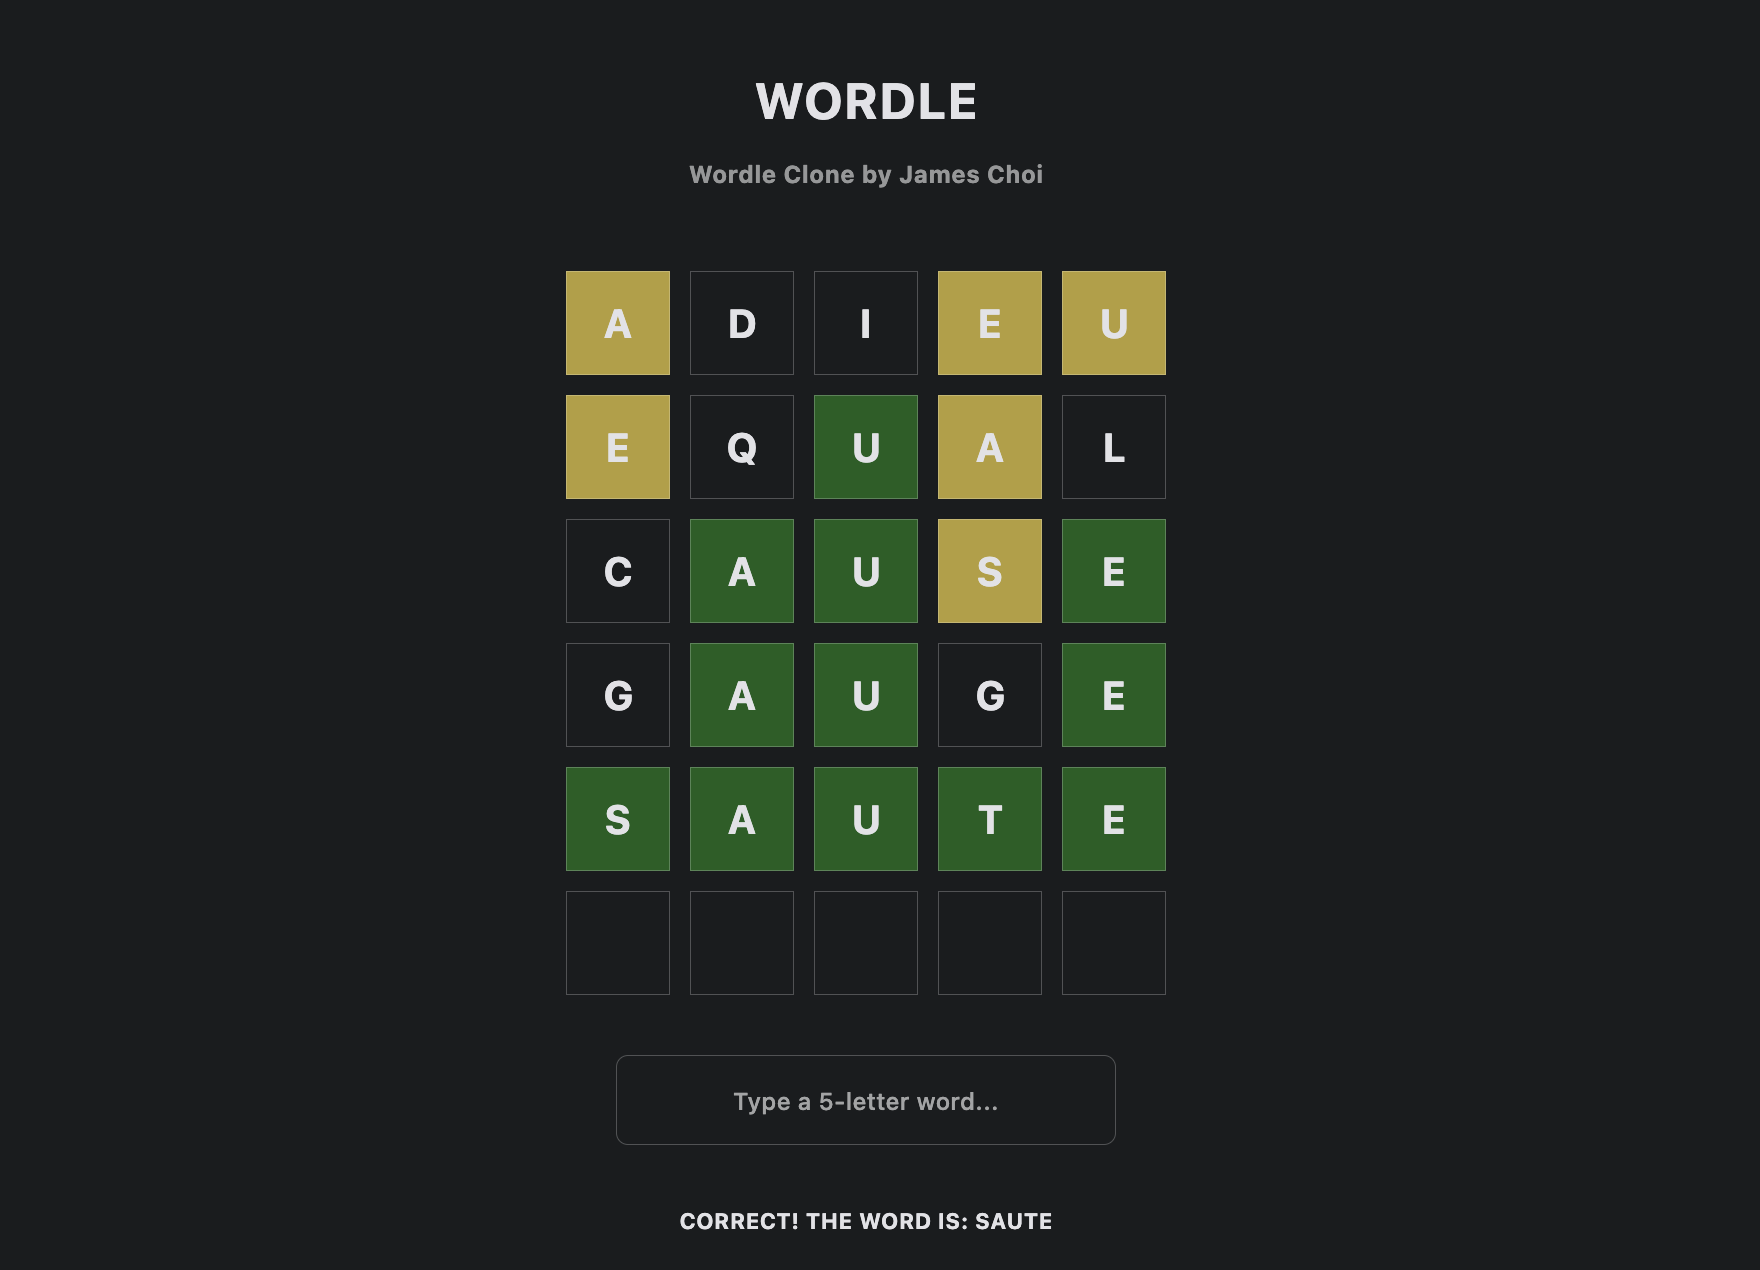 WORDLE
Wordle Clone by James Choi
A D I E U
E Q U A L
C A U S E
G A U G E
S A U T E
Type a 5-letter word...
CORRECT! THE WORD IS: SAUTE